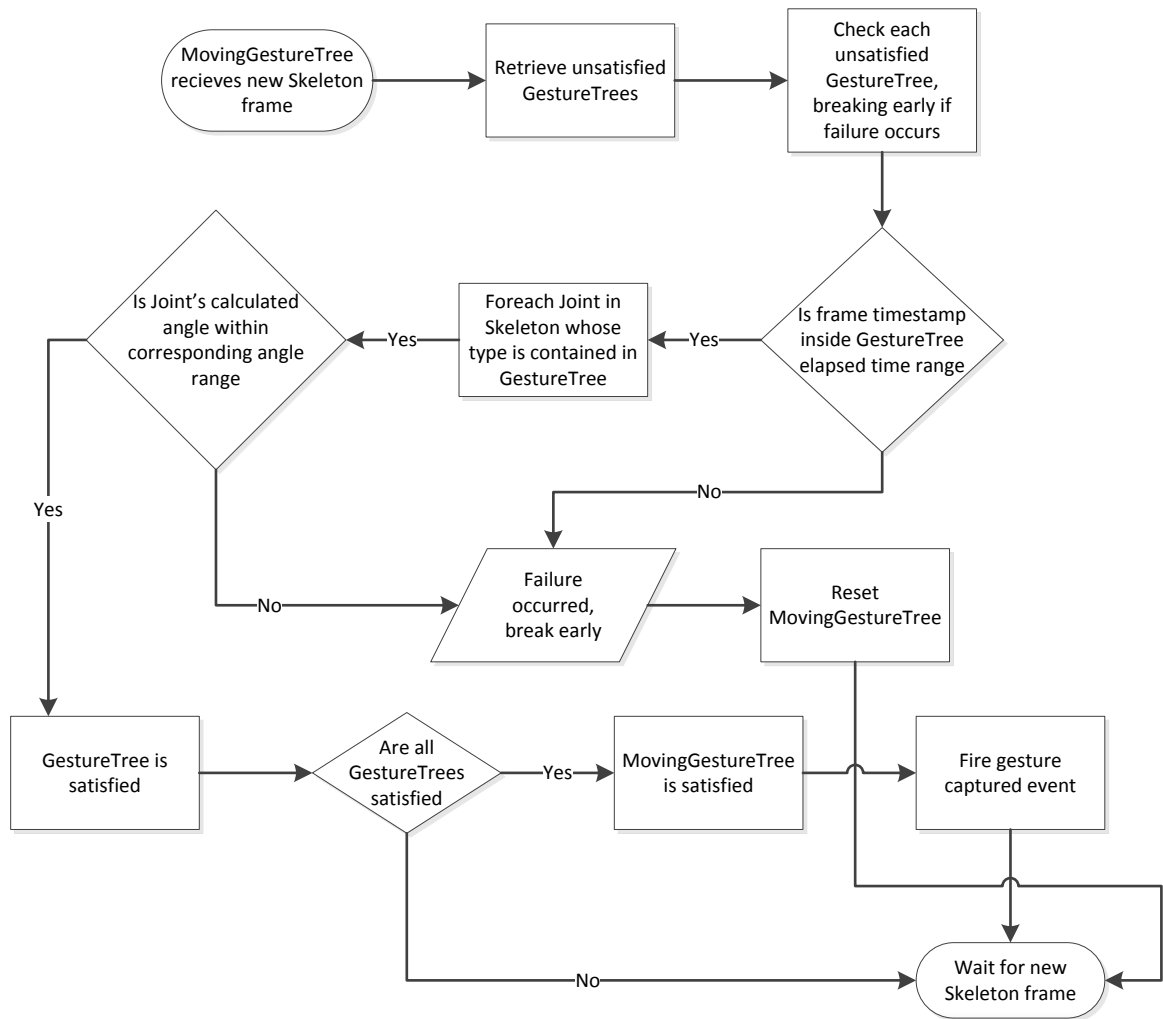 MovingGestureTree
recieves new Skeleton
frame
Retrieve unsatisfied
GestureTrees
Check each
unsatisfied
GestureTree,
breaking early if
failure occurs
Is Joint’s calculated
angle within
corresponding angle
range
Yes
Foreach Joint in
Skeleton whose
type is contained in
GestureTree
Yes
Is frame timestamp
inside GestureTree
elapsed time range
Yes
No
No
Failure
occurred,
break early
Reset
MovingGestureTree
GestureTree is
satisfied
Are all
GestureTrees
satisfied
Yes
MovingGestureTree
is satisfied
Fire gesture
captured event
No
Wait for new
Skeleton frame